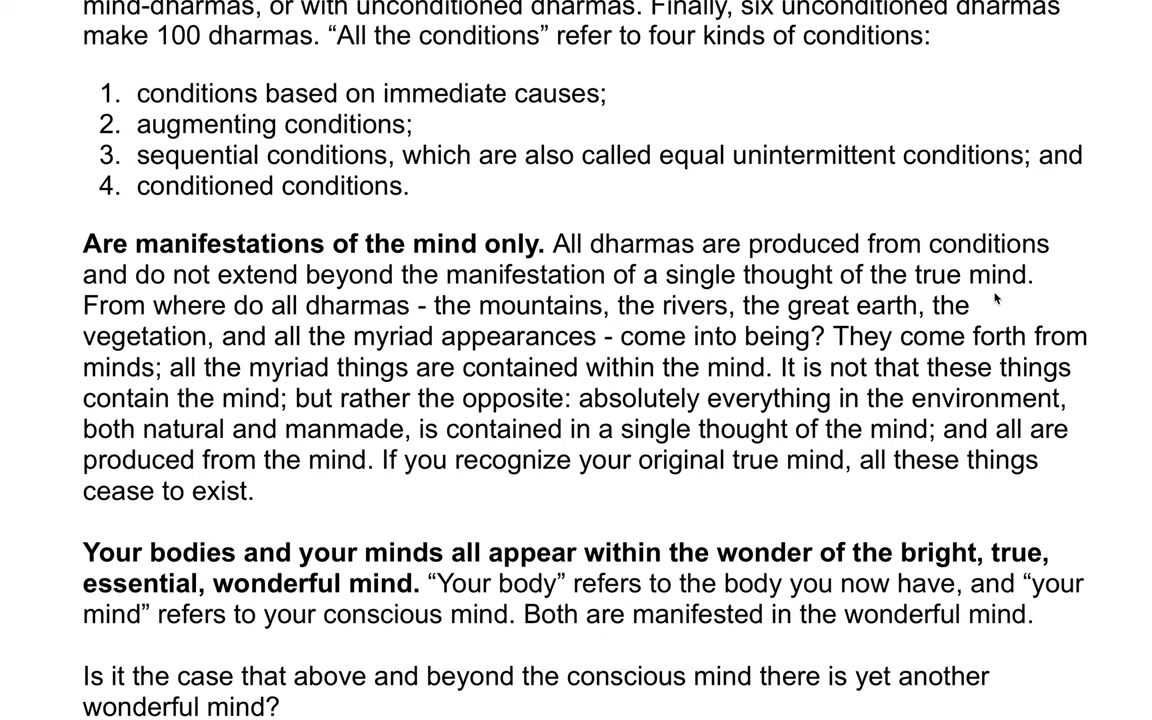 mind-dharmas, or with unconditioned dharmas. Finally, six unconditioned dharmas
make 100 dharmas. “All the conditions” refer to four kinds of conditions:
1. conditions based on immediate causes;
2. augmenting conditions;
3. sequential conditions, which are also called equal unintermittent conditions; and
4. conditioned conditions.
Are manifestations of the mind only. All dharmas are produced from conditions
and do not extend beyond the manifestation of a single thought of the true mind.
From where do all dharmas - the mountains, the rivers, the great earth, the
vegetation, and all the myriad appearances - come into being? They come forth from
minds; all the myriad things are contained within the mind. It is not that these things
contain the mind; but rather the opposite: absolutely everything in the environment,
both natural and manmade, is contained in a single thought of the mind; and all are
produced from the mind. If you recognize your original true mind, all these things
cease to exist.
Your bodies and your minds all appear within the wonder of the bright, true,
essential, wonderful mind. “Your body” refers to the body you now have, and “your
mind” refers to your conscious mind. Both are manifested in the wonderful mind.
Is it the case that above and beyond the conscious mind there is yet another
wonderful mind?